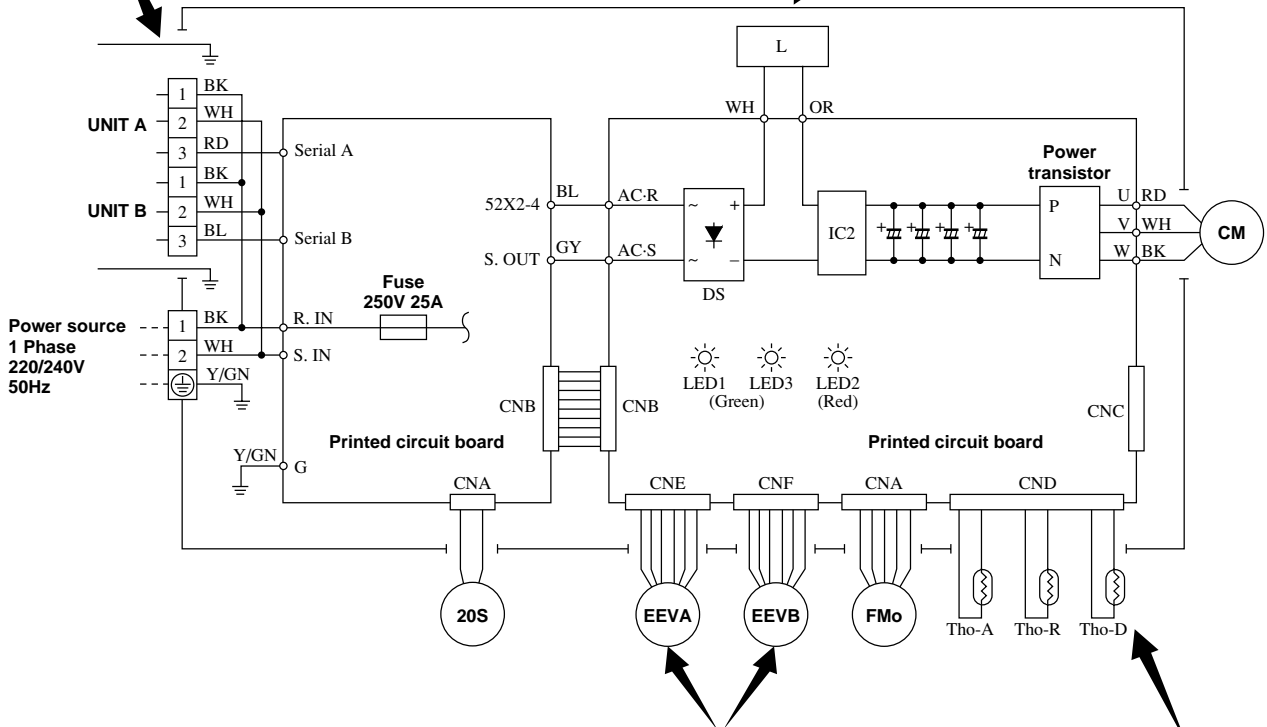 L
WH
OR
1
BK
2
WH
UNIT A
3
RD
Serial A
1
BK
UNIT B
2
WH
3
BL
Serial B
52X2-4
BL
AC·R
S. OUT
GY
AC·S
~
+
~
–
DS
IC2
+
+
+
+
Power
transistor
P
N
U
RD
V
WH
W
BK
CM
Fuse
250V 25A
Power source
1 Phase
220/240V
50Hz
1
BK
R. IN
2
WH
S. IN
Y/GN
LED1
LED3
LED2
(Green)
(Red)
CNB
CNB
CNC
Printed circuit board
Printed circuit board
Y/GN
G
CNA
CNE
CNF
CNA
CND
20S
EEVA
EEVB
FMo
Tho-A
Tho-R
Tho-D